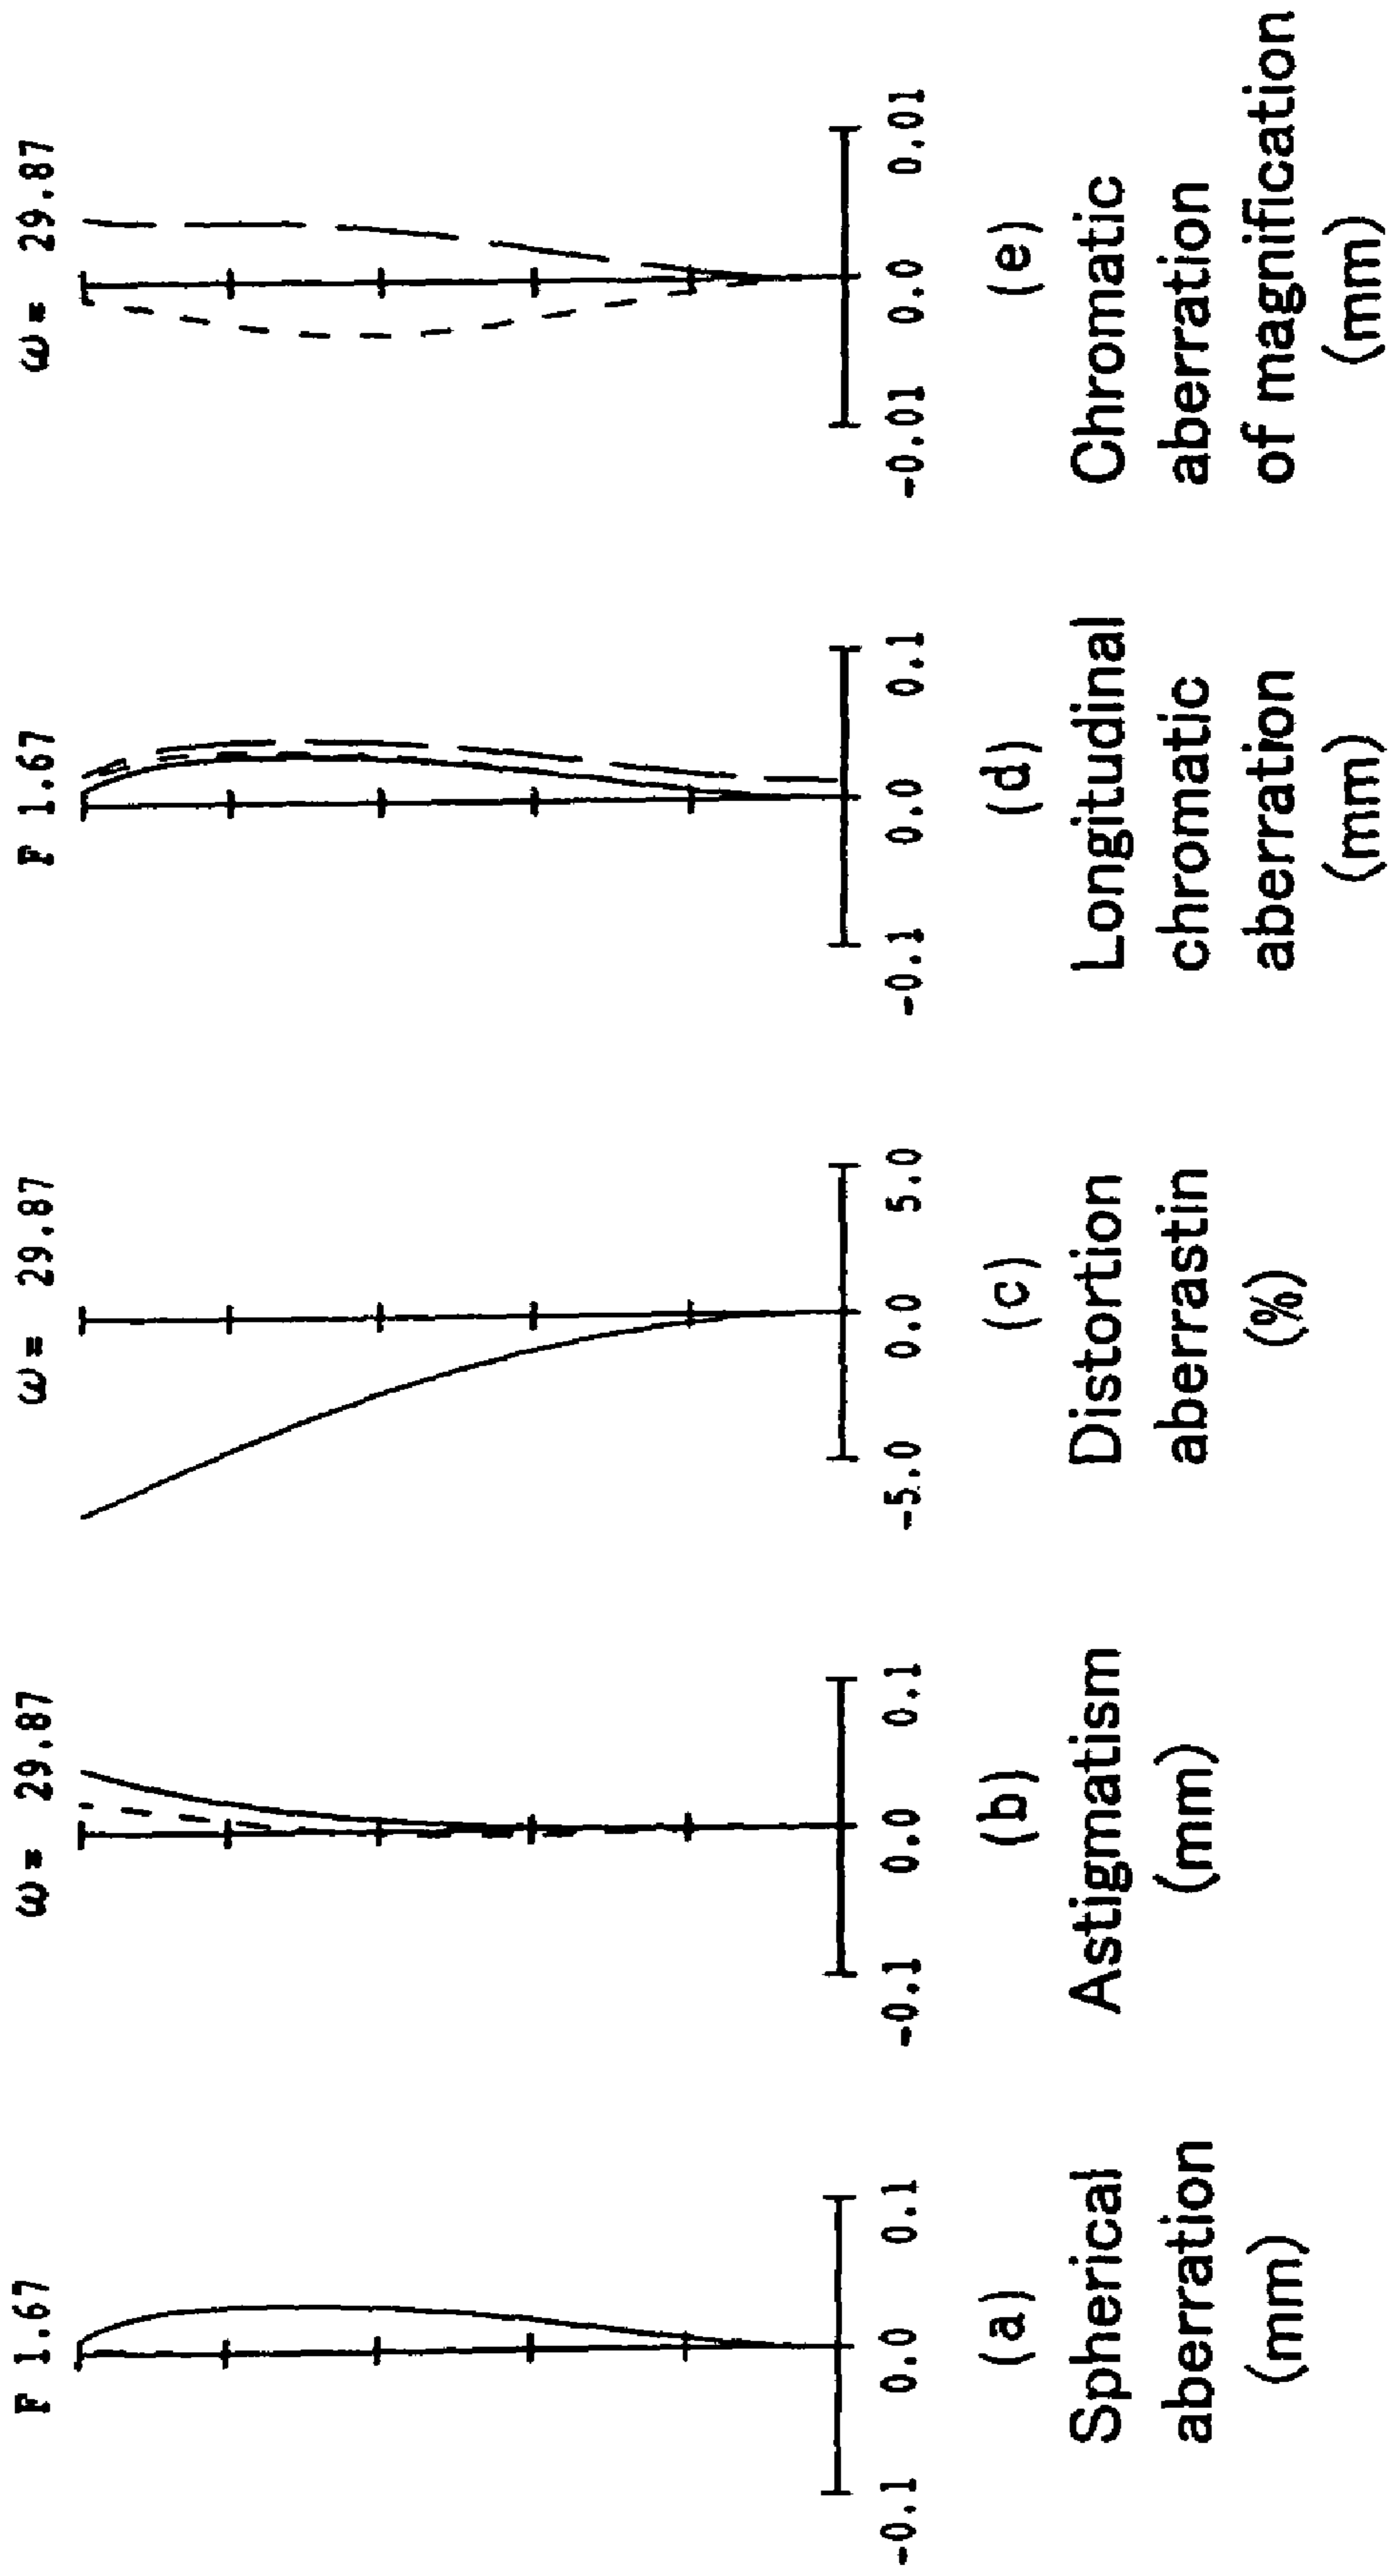 F 1.67
-0.1 0.0 0.1
(a)
Spherical
aberration
(mm)
ω= 29.87
-0.1 0.0 0.1
(b)
Astigmatism
(mm)
ω= 29.87
-5.0 0.0 5.0
(c)
Distortion
aberrastin
(%)
F 1.67
-0.1 0.0 0.1
(d)
Longitudinal
chromatic
aberration
(mm)
ω= 29.87
-0.01 0.0 0.01
(e)
Chromatic
aberration
of magnification
(mm)